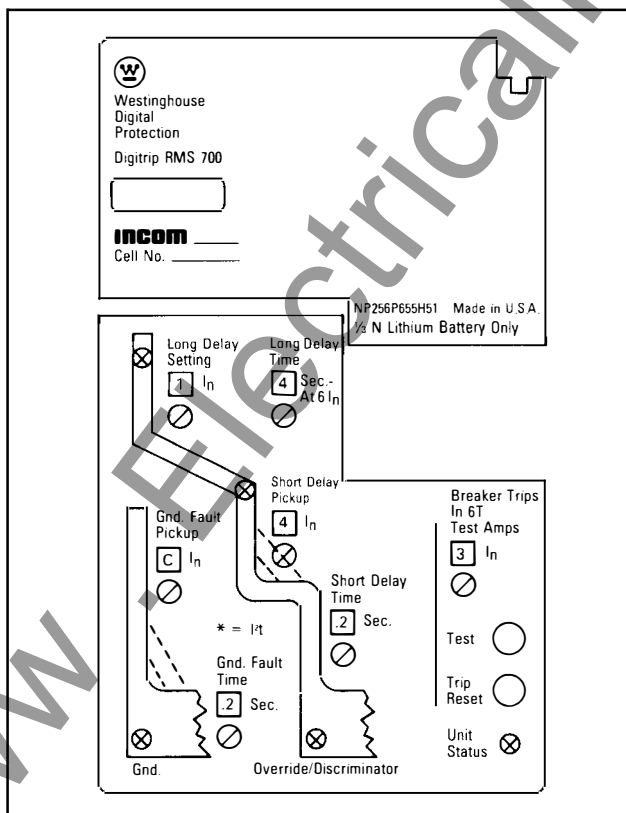 W
Westinghouse
Digital
Protection
Digitrip RMS 700
INCOM
Cell No.
NP256P655H51 Made in U.S.A.
⅓ N Lithium Battery Only
Long Delay
Setting
1 In
Long Delay
Time
4 Sec.-
At 6 In
Short Delay
Pickup
4 In
Gnd. Fault
Pickup
C In
Breaker Trips
In 6T
Test Amps
3 In
Short Delay
Time
.2 Sec.
* = I²t
Gnd. Fault
Time
.2 Sec.
Test
Trip
Reset
Unit
Status
Gnd.
Override/Discriminator
w . Electrical